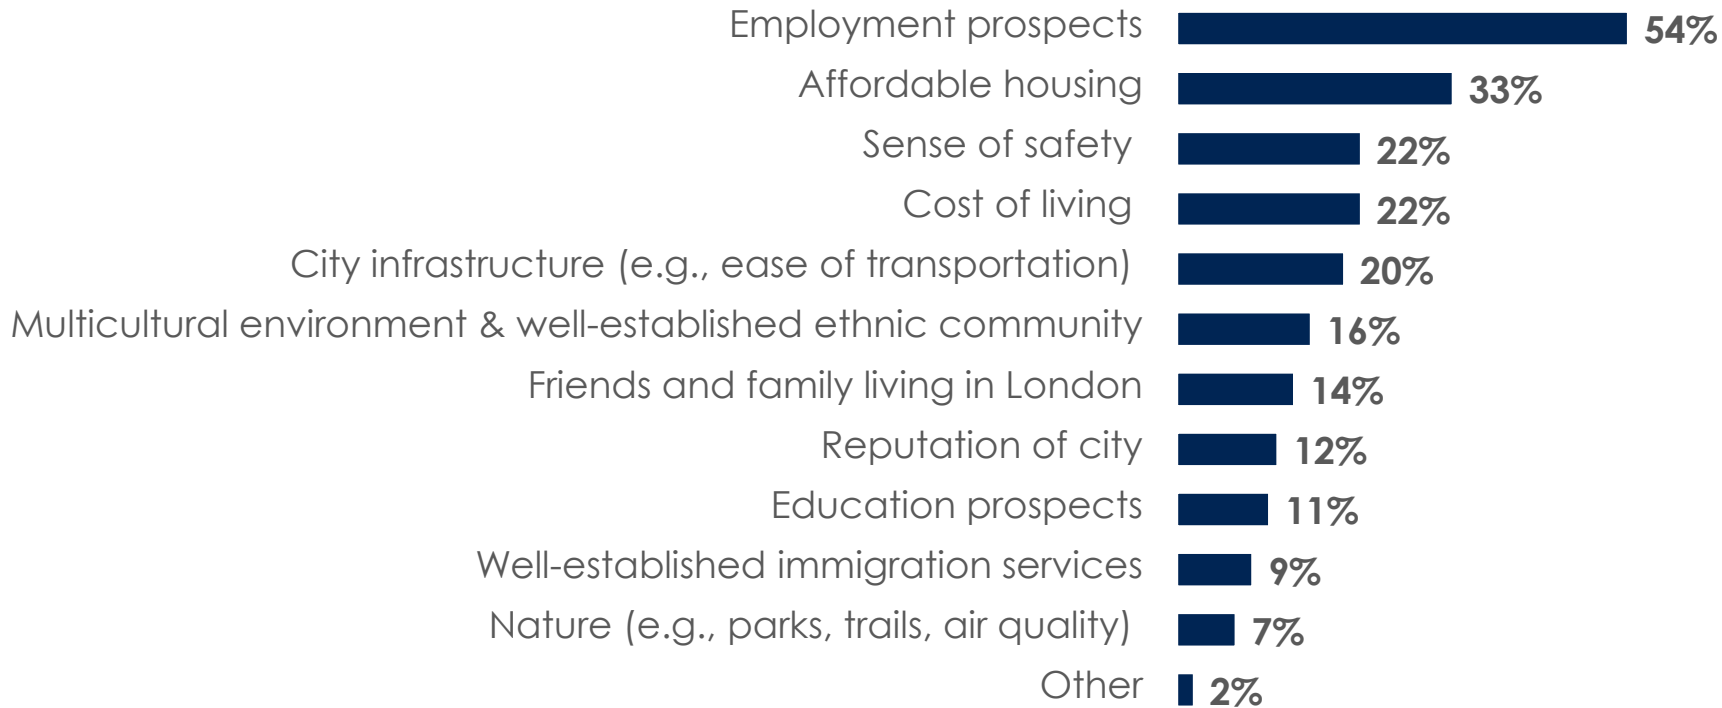 Employment prospects 54%
Affordable housing 33%
Sense of safety 22%
Cost of living 22%
City infrastructure (e.g., ease of transportation) 20%
Multicultural environment & well-established ethnic community 16%
Friends and family living in London 14%
Reputation of city 12%
Education prospects 11%
Well-established immigration services 9%
Nature (e.g., parks, trails, air quality) 7%
Other 2%